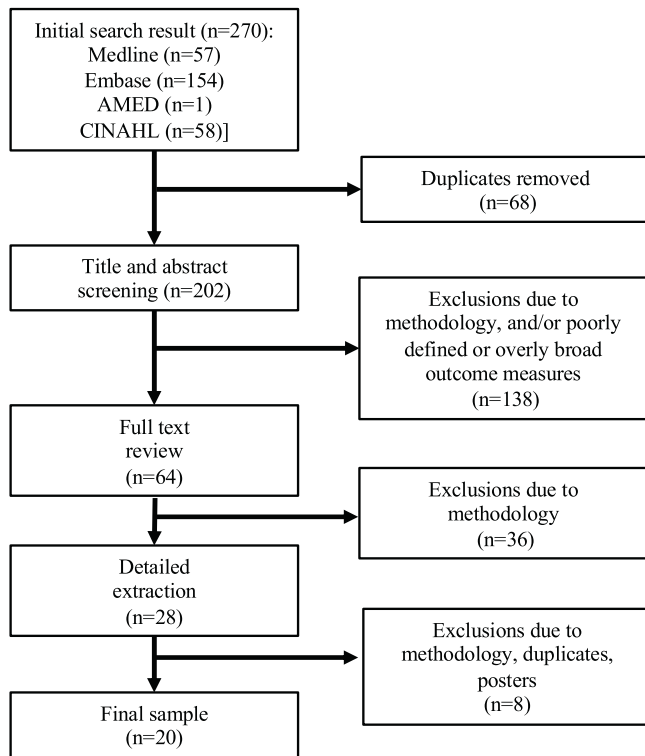 Initial search result (n=270):
Medline (n=57)
Embase (n=154)
AMED (n=1)
CINAHL (n=58)]
Duplicates removed
(n=68)
Title and abstract
screening (n=202)
Exclusions due to
methodology, and/or poorly
defined or overly broad
outcome measures
(n=138)
Full text
review
(n=64)
Exclusions due to
methodology
(n=36)
Detailed
extraction
(n=28)
Exclusions due to
methodology, duplicates,
posters
(n=8)
Final sample
(n=20)